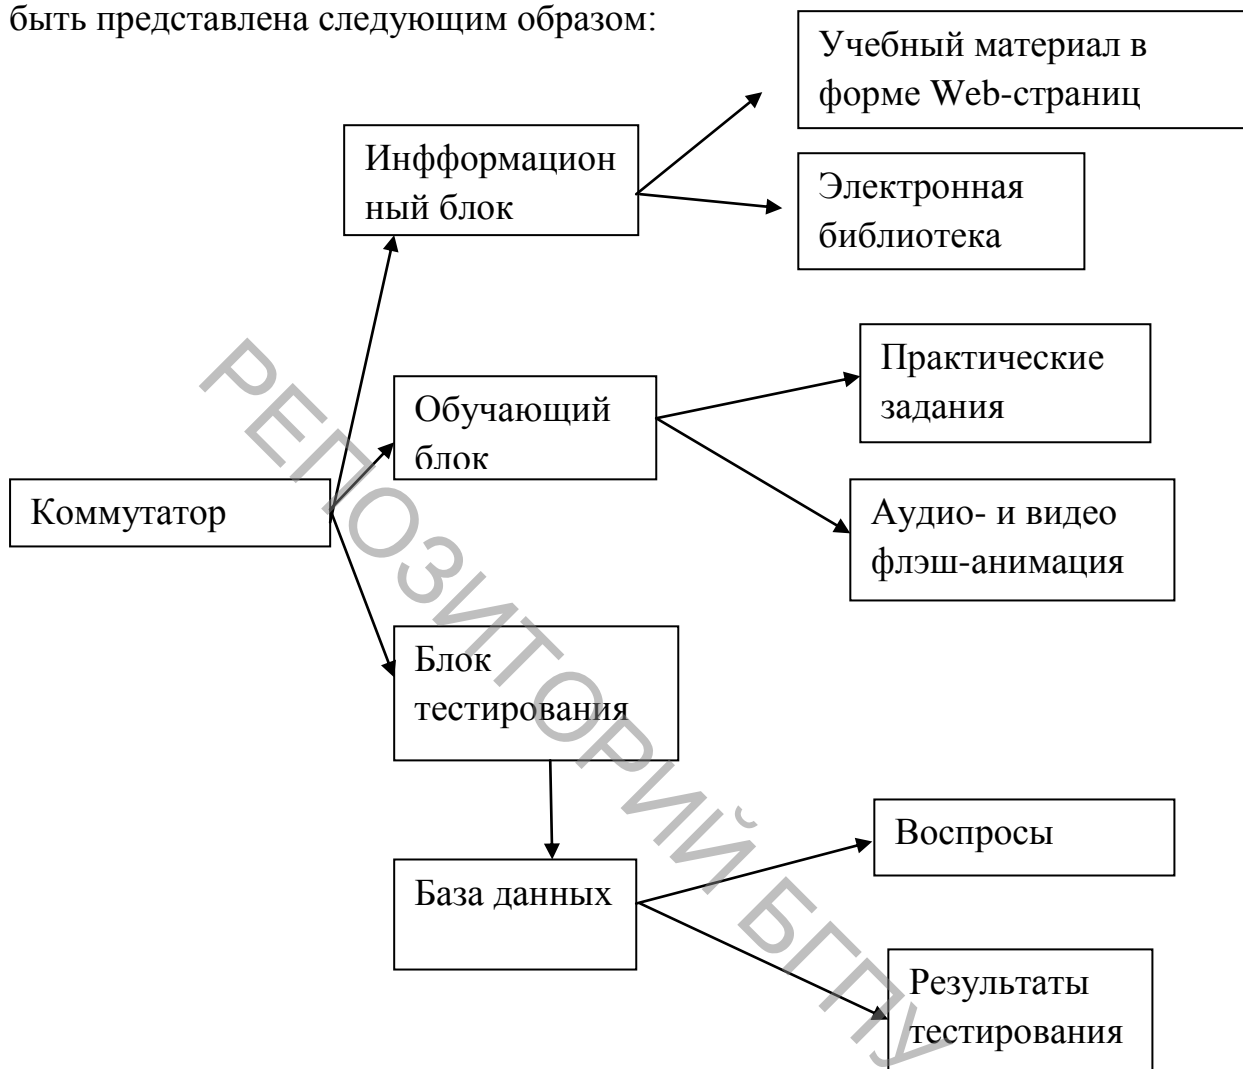 быть представлена следующим образом:
Учебный материал в
форме Web-страниц
Инфформацион
ный блок
Электронная
библиотека
Практические
задания
Обучающий
блок
Коммутатор
Аудио- и видео
флэш-анимация
Блок
тестирования
Воспросы
База данных
Результаты
тестирования
РЕПОЗИТОРИЙ БГПУ